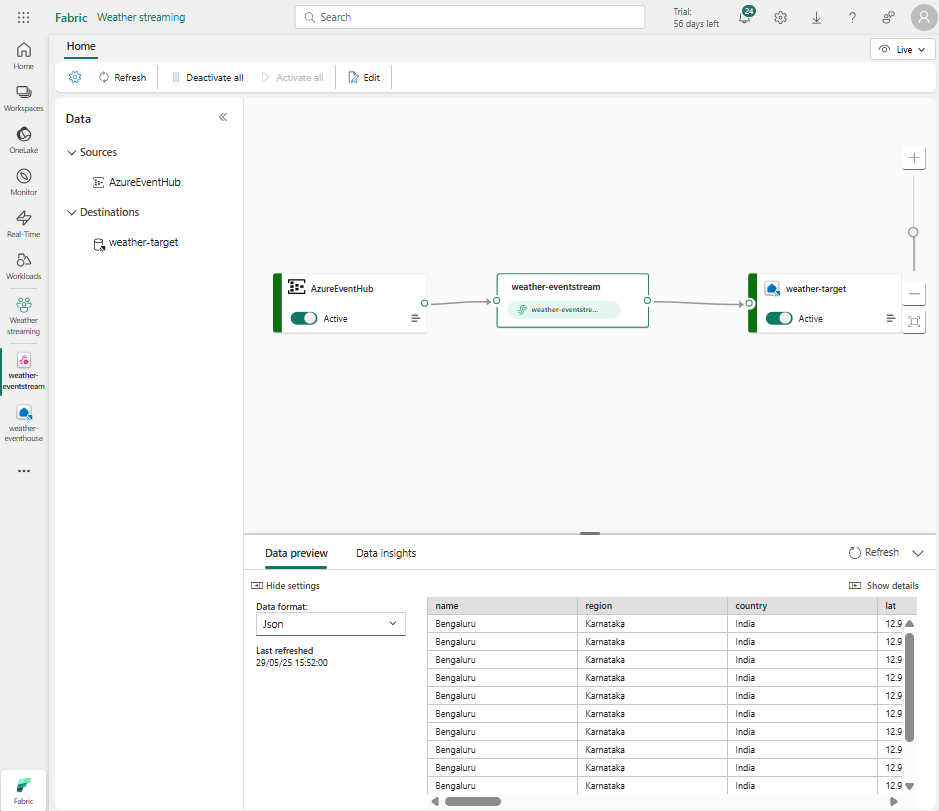 Fabric Weather streaming
Search
Trial:
56 days left
24
Home
Live
Refresh
Deactivate all
Activate all
Edit
Home
Workspaces
OneLake
Monitor
Real-Time
Workloads
Weather
streaming
weather-
eventstream
weather-
eventhouse
Fabric
Data
Sources
AzureEventHub
Destinations
weather-target
AzureEventHub
Active
weather-eventstream
weather-eventstre...
weather-target
Active
Data preview
Data insights
Refresh
Hide settings
Show details
Data format:
Json
Last refreshed
29/05/25 15:52:00
name region country lat
Bengaluru Karnataka India 12.9
Bengaluru Karnataka India 12.9
Bengaluru Karnataka India 12.9
Bengaluru Karnataka India 12.9
Bengaluru Karnataka India 12.9
Bengaluru Karnataka India 12.9
Bengaluru Karnataka India 12.9
Bengaluru Karnataka India 12.9
Bengaluru Karnataka India 12.9
Bengaluru Karnataka India 12.9